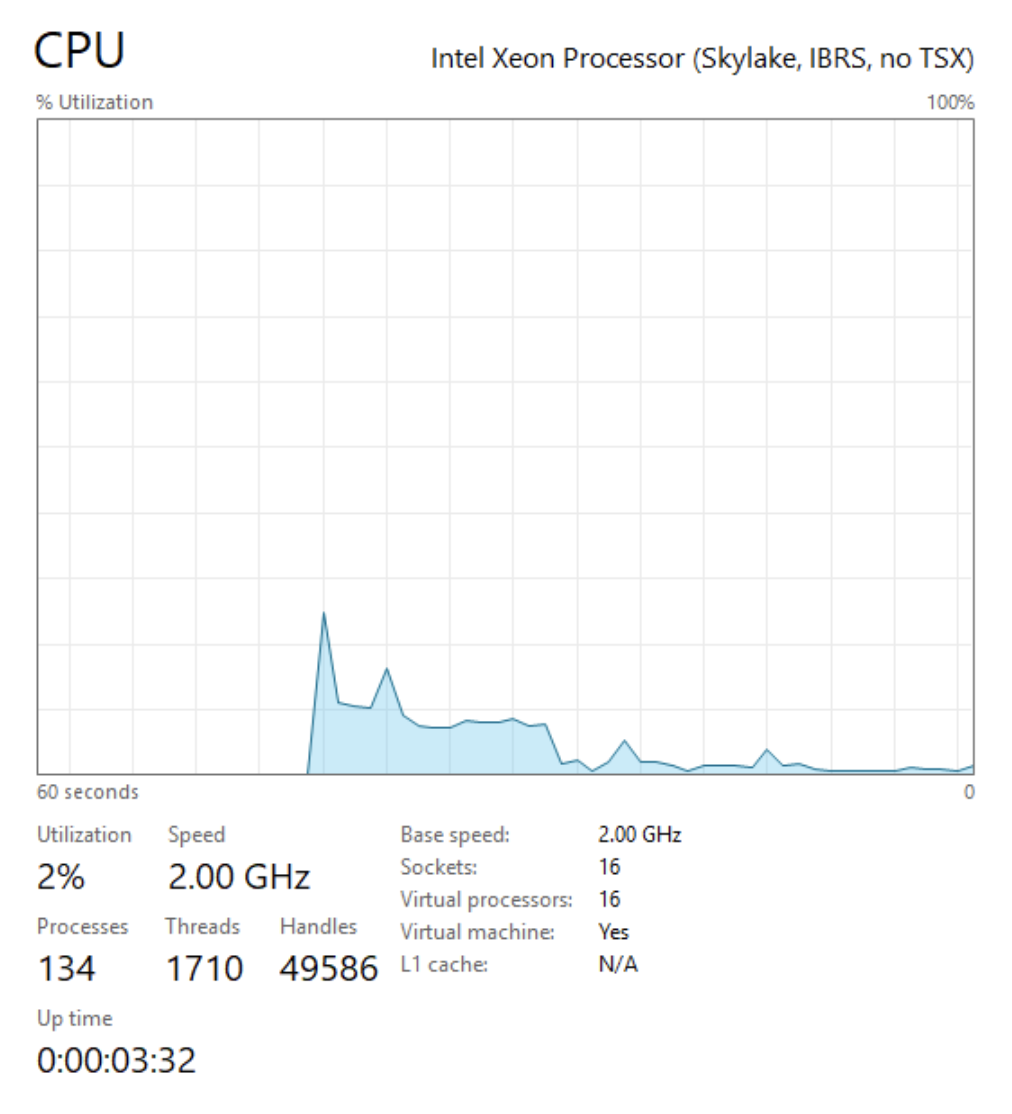 CPU
Intel Xeon Processor (Skylake, IBRS, no TSX)
% Utilization 100%
60 seconds 0
Utilization Speed
2% 2.00 GHz
Processes Threads Handles
134 1710 49586
Up time
0:00:03:32
Base speed: 2.00 GHz
Sockets: 16
Virtual processors: 16
Virtual machine: Yes
L1 cache: N/A